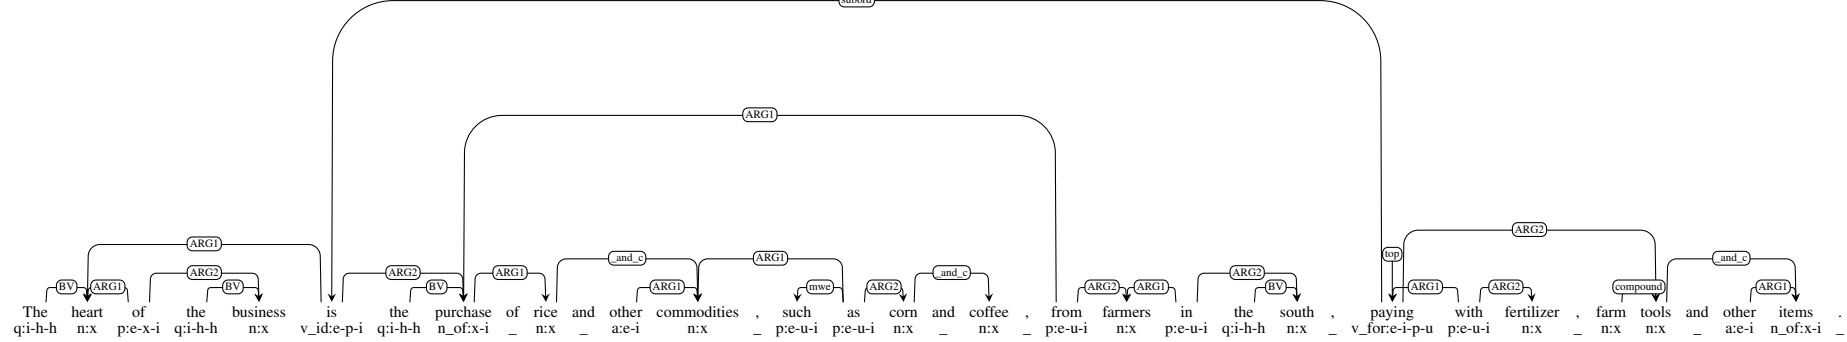 subord
ARG1
ARG1 _and_c ARG1 ARG2
top
ARG2 ARG2 ARG1 _and_c ARG2 _and_c
BV ARG1 BV BV ARG1 mwe ARG2 ARG2 ARG1 BV ARG1 ARG2 compound ARG1
The heart of the business is the purchase of rice and other commodities , such as corn and coffee , from farmers in the south , paying with fertilizer , farm tools and other items .
q:i-h-h n:x p:e-x-i q:i-h-h n:x v_id:e-p-i q:i-h-h n_of:x-i _ n:x _ a:e-i n:x _ p:e-u-i p:e-u-i n:x _ n:x _ p:e-u-i n:x p:e-u-i q:i-h-h n:x _ v_for:e-i-p-u p:e-u-i n:x _ n:x n:x _ a:e-i n_of:x-i _